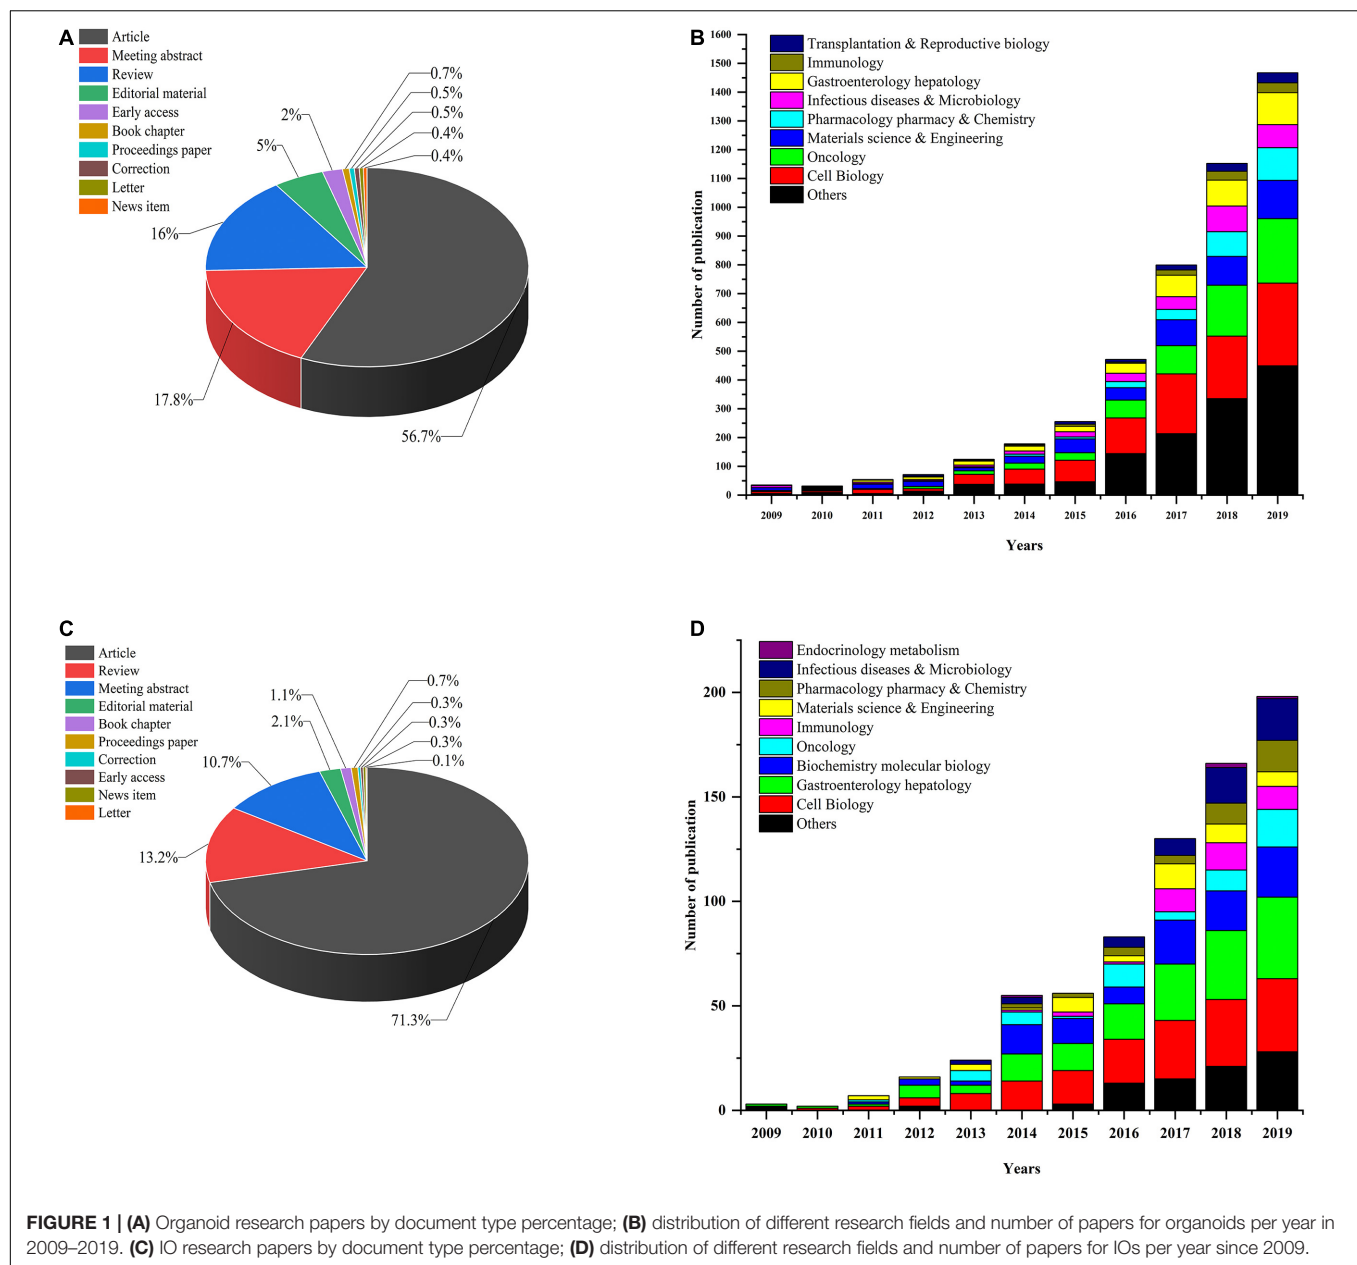 A
Article
Meeting abstract
Review
Editorial material
Early access
Book chapter
Proceedings paper
Correction
Letter
News item
0.7%
0.5%
0.5%
0.4%
0.4%
2%
5%
16%
17.8%
56.7%
B
Transplantation & Reproductive biology
Immunology
Gastroenterology hepatology
Infectious diseases & Microbiology
Pharmacology pharmacy & Chemistry
Materials science & Engineering
Oncology
Cell Biology
Others
Number of publication
1600
1500
1400
1300
1200
1100
1000
900
800
700
600
500
400
300
200
100
0
2009 2010 2011 2012 2013 2014 2015 2016 2017 2018 2019
Years
C
Article
Review
Meeting abstract
Editorial material
Book chapter
Proceedings paper
Correction
Early access
News item
Letter
0.7%
0.3%
0.3%
0.3%
0.1%
1.1%
2.1%
10.7%
13.2%
71.3%
D
Endocrinology metabolism
Infectious diseases & Microbiology
Pharmacology pharmacy & Chemistry
Materials science & Engineering
Immunology
Oncology
Biochemistry molecular biology
Gastroenterology hepatology
Cell Biology
Others
Number of publication
200
150
100
50
0
2009 2010 2011 2012 2013 2014 2015 2016 2017 2018 2019
Years
FIGURE 1 | (A) Organoid research papers by document type percentage; (B) distribution of different research fields and number of papers for organoids per year in
2009–2019. (C) IO research papers by document type percentage; (D) distribution of different research fields and number of papers for IOs per year since 2009.